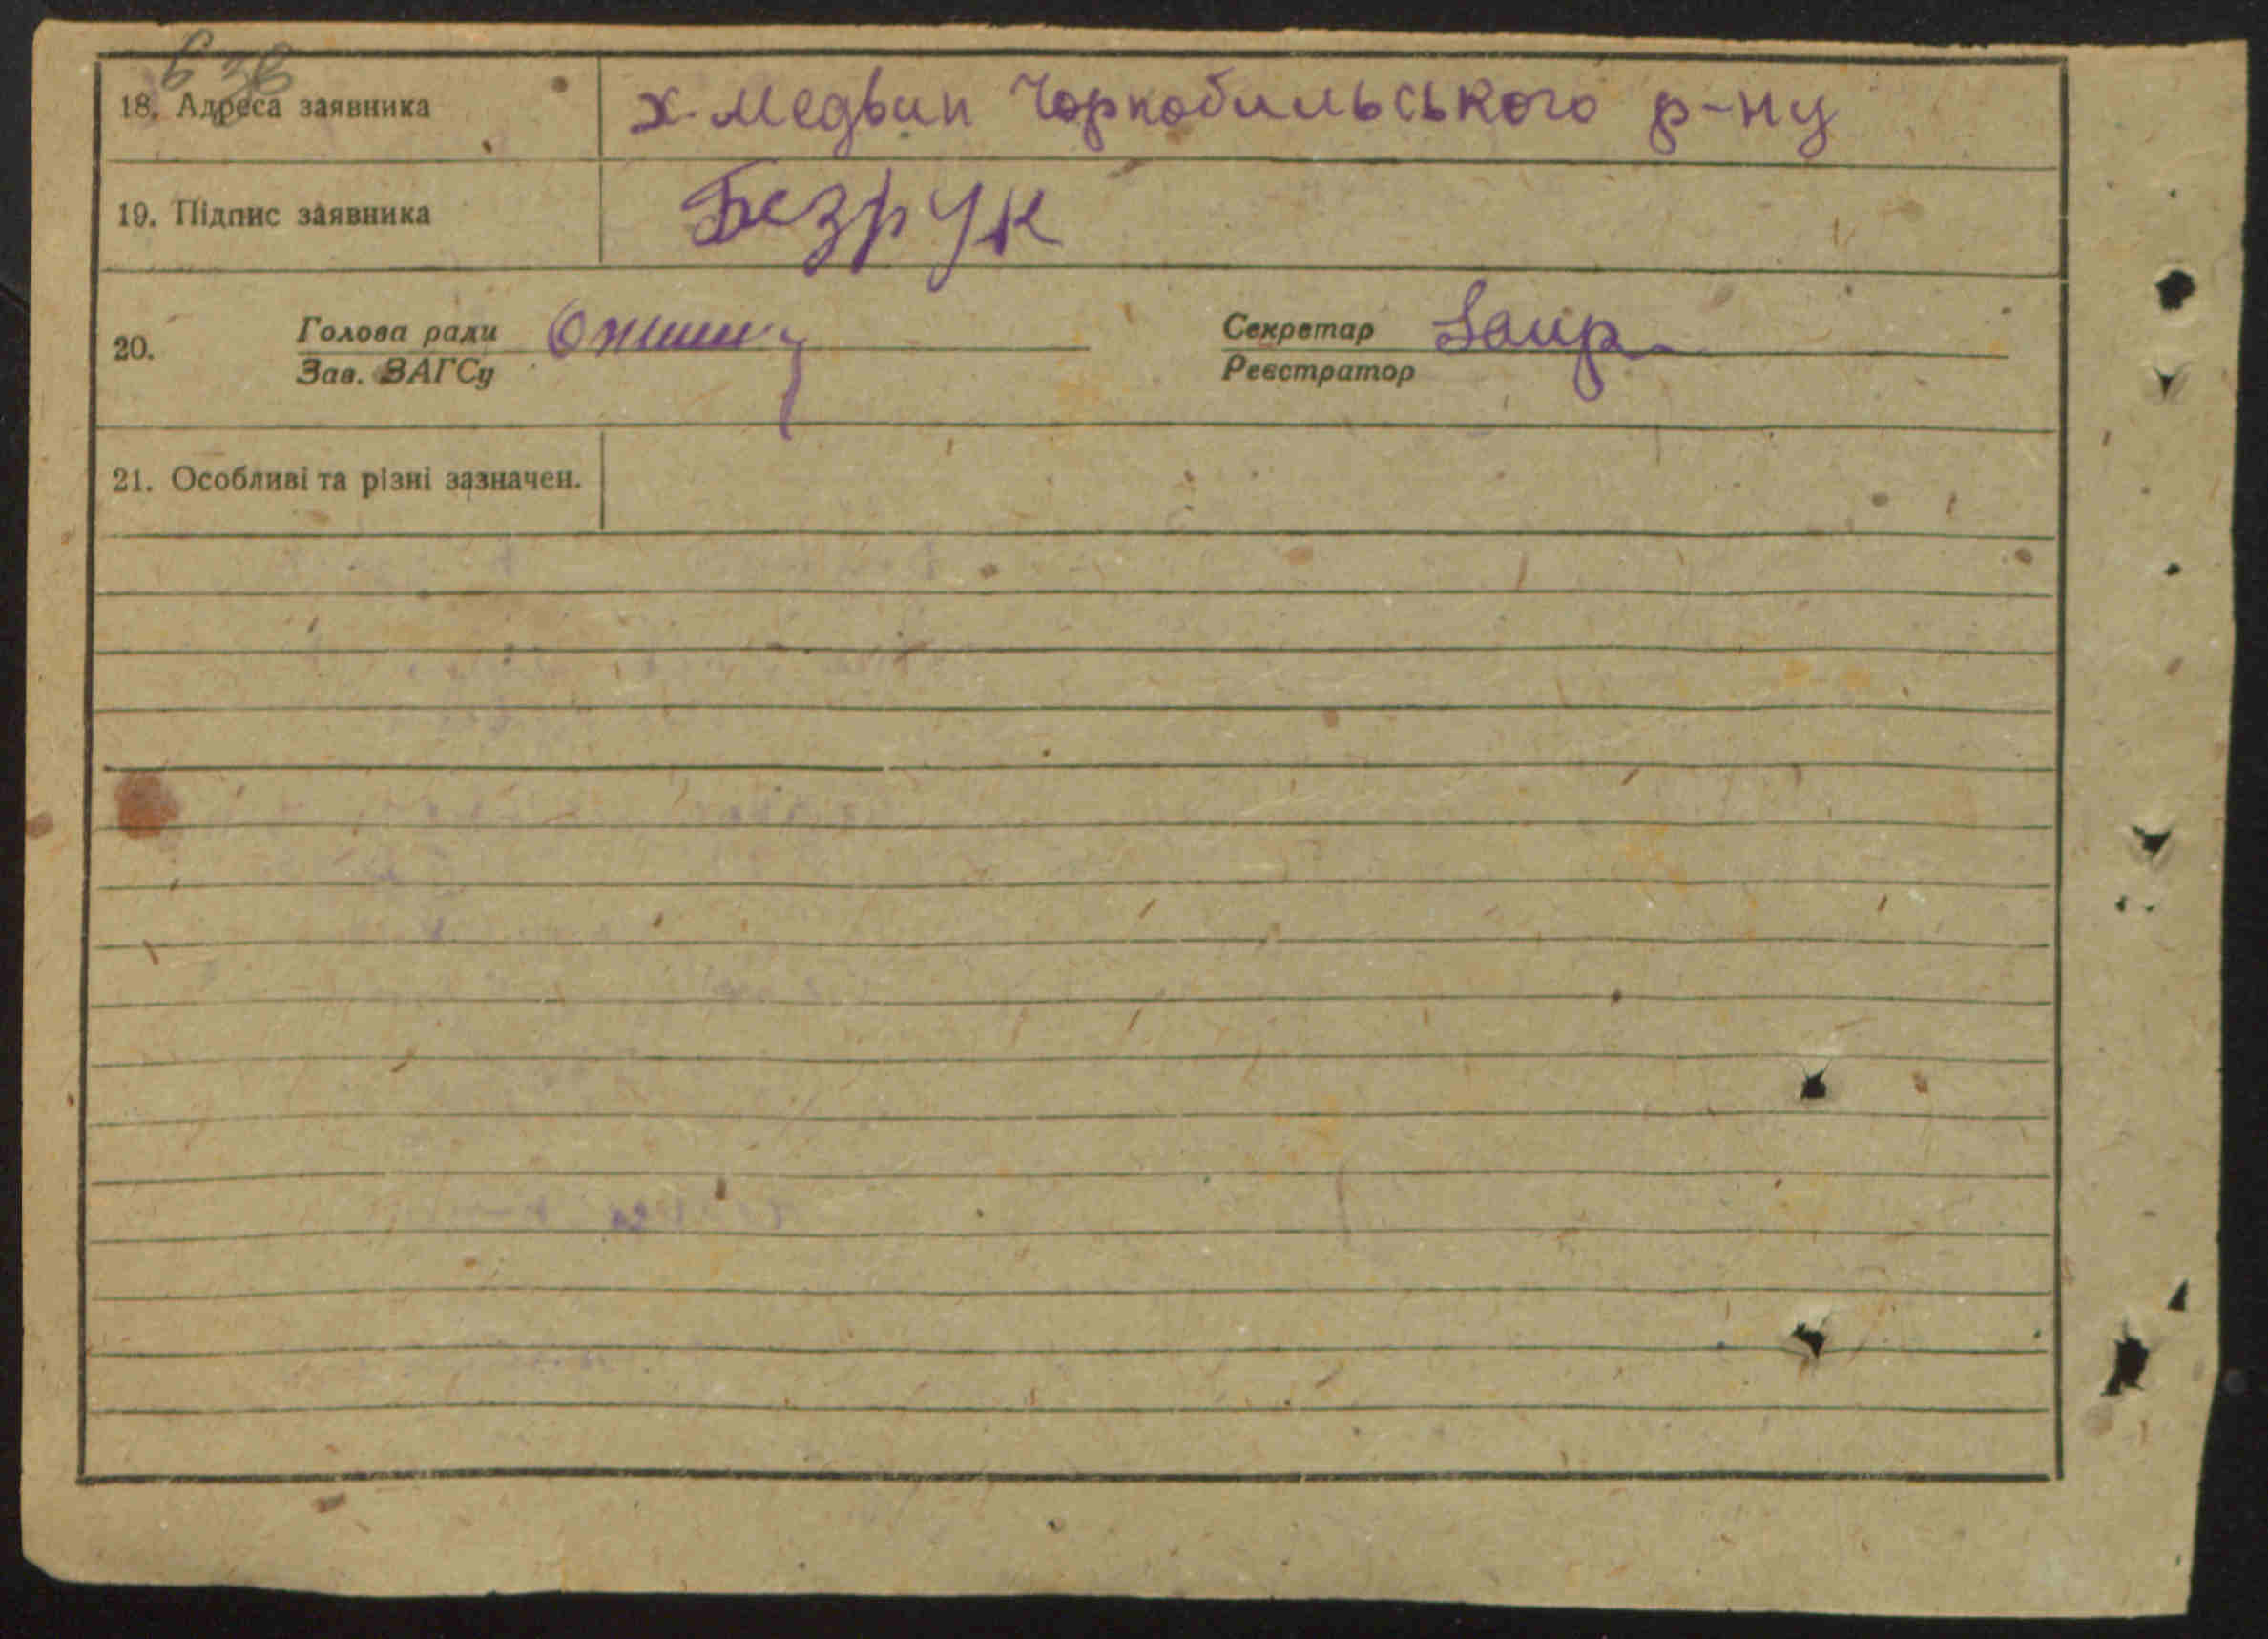 18. Адреса заявника х. Медвин Чорнобильського р-ну
19. Підпис заявника Безрук
20. Голова ради Секретар
Зав. ЗАГСу Реєстратор
21. Особливі та різні зазначен.